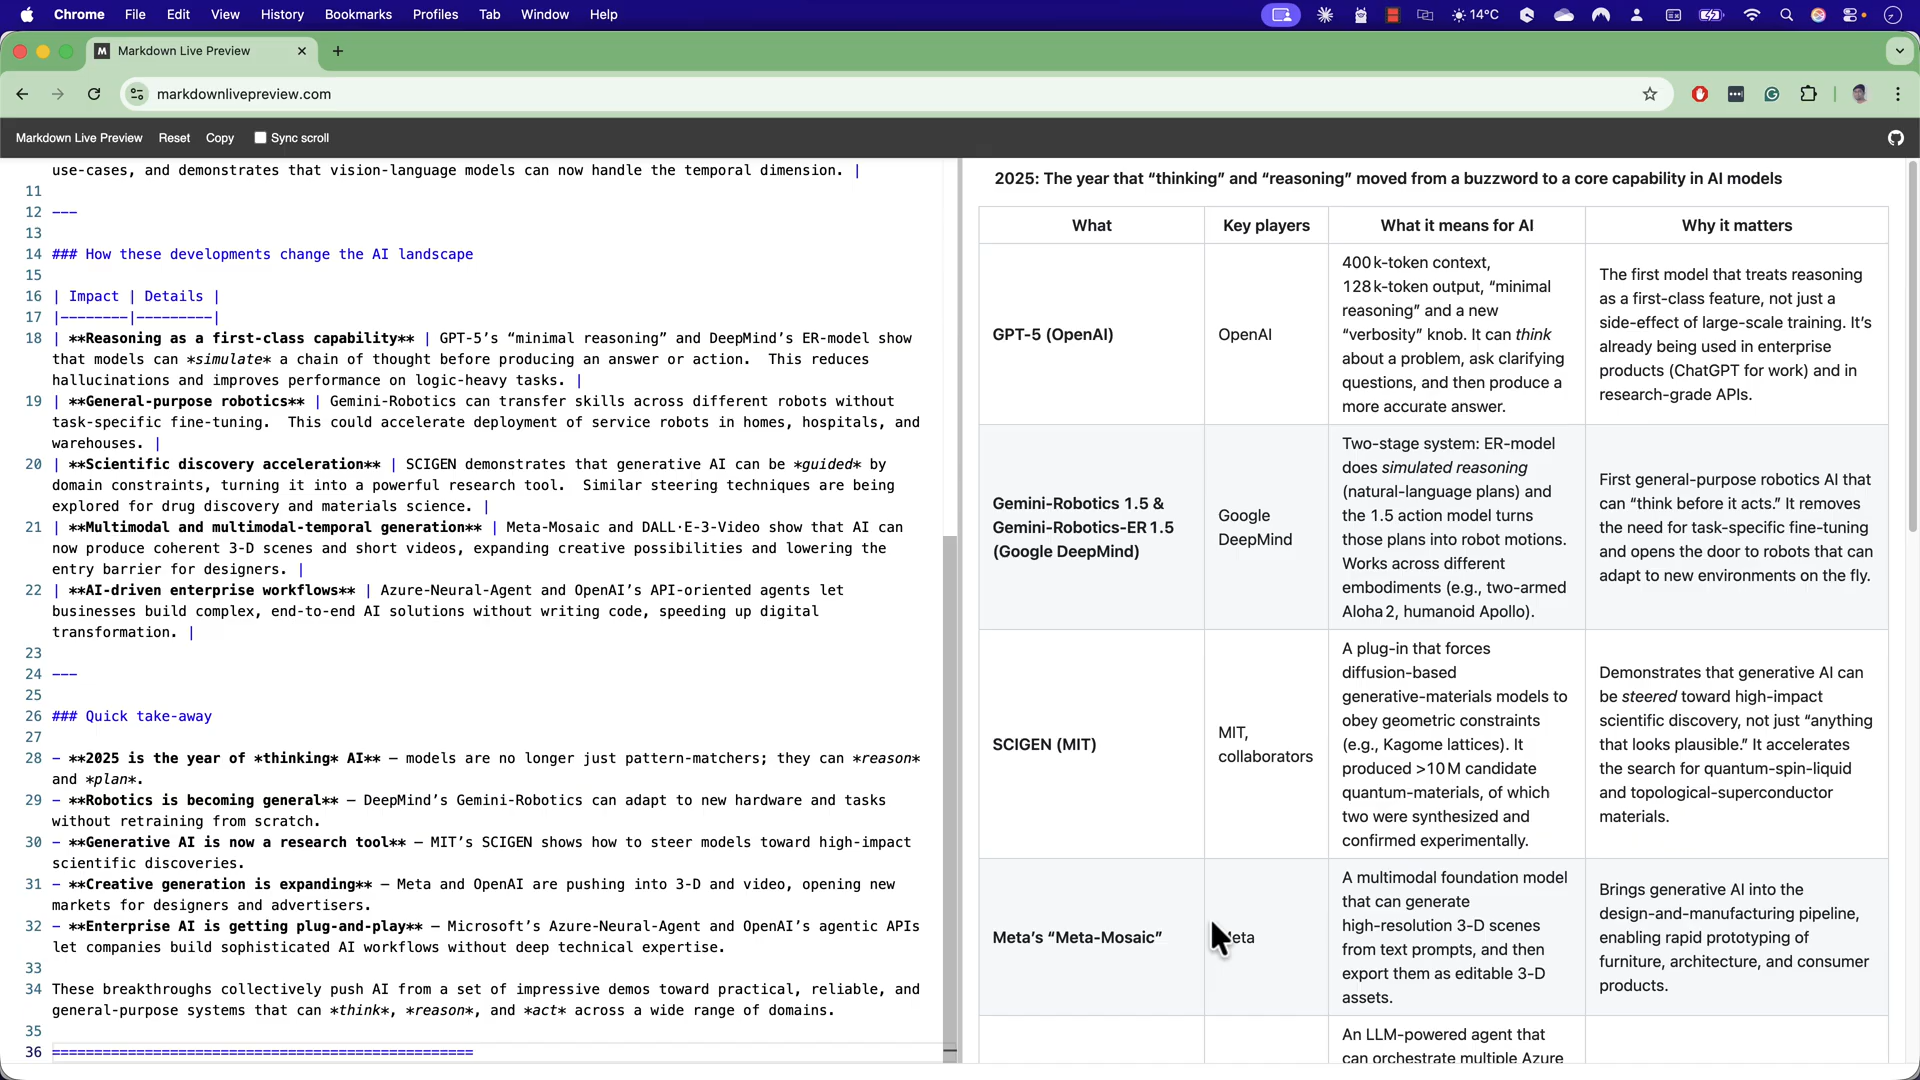 Chrome File Edit View History Bookmarks Profiles Tab Window Help 14°C
Markdown Live Preview
markdownlivepreview.com
Markdown Live Preview Reset Copy Sync scroll
use-cases, and demonstrates that vision-language models can now handle the temporal dimension. |
11
12 ---
13
14 ### How these developments change the AI landscape
15
16 | Impact | Details |
17 |--------|---------|
18 | **Reasoning as a first-class capability** | GPT-5’s “minimal reasoning” and DeepMind’s ER-model show
that models can *simulate* a chain of thought before producing an answer or action.  This reduces
hallucinations and improves performance on logic-heavy tasks. |
19 | **General-purpose robotics** | Gemini-Robotics can transfer skills across different robots without
task-specific fine-tuning.  This could accelerate deployment of service robots in homes, hospitals, and
warehouses. |
20 | **Scientific discovery acceleration** | SCIGEN demonstrates that generative AI can be *guided* by
domain constraints, turning it into a powerful research tool.  Similar steering techniques are being
explored for drug discovery and materials science. |
21 | **Multimodal and multimodal-temporal generation** | Meta-Mosaic and DALL·E-3-Video show that AI can
now produce coherent 3-D scenes and short videos, expanding creative possibilities and lowering the
entry barrier for designers. |
22 | **AI-driven enterprise workflows** | Azure-Neural-Agent and OpenAI’s API-oriented agents let
businesses build complex, end-to-end AI solutions without writing code, speeding up digital
transformation. |
23
24 ---
25
26 ### Quick take-away
27
28 – **2025 is the year of *thinking* AI** – models are no longer just pattern-matchers; they can *reason*
and *plan*.
29 – **Robotics is becoming general** – DeepMind’s Gemini-Robotics can adapt to new hardware and tasks
without retraining from scratch.
30 – **Generative AI is now a research tool** – MIT’s SCIGEN shows how to steer models toward high-impact
scientific discoveries.
31 – **Creative generation is expanding** – Meta and OpenAI are pushing into 3-D and video, opening new
markets for designers and advertisers.
32 – **Enterprise AI is getting plug-and-play** – Microsoft’s Azure-Neural-Agent and OpenAI’s agentic APIs
let companies build sophisticated AI workflows without deep technical expertise.
33
34 These breakthroughs collectively push AI from a set of impressive demos toward practical, reliable, and
general-purpose systems that can *think*, *reason*, and *act* across a wide range of domains.
35
36 ==================================================
2025: The year that “thinking” and “reasoning” moved from a buzzword to a core capability in AI models
What Key players What it means for AI Why it matters
GPT-5 (OpenAI)
OpenAI
400k-token context,
128k-token output, “minimal
reasoning” and a new
“verbosity” knob. It can think
about a problem, ask clarifying
questions, and then produce a
more accurate answer.
The first model that treats reasoning
as a first-class feature, not just a
side-effect of large-scale training. It’s
already being used in enterprise
products (ChatGPT for work) and in
research-grade APIs.
Gemini-Robotics 1.5 &
Gemini-Robotics-ER 1.5
(Google DeepMind)
Google
DeepMind
Two-stage system: ER-model
does simulated reasoning
(natural-language plans) and
the 1.5 action model turns
those plans into robot motions.
Works across different
embodiments (e.g., two-armed
Aloha 2, humanoid Apollo).
First general-purpose robotics AI that
can “think before it acts.” It removes
the need for task-specific fine-tuning
and opens the door to robots that can
adapt to new environments on the fly.
SCIGEN (MIT)
MIT,
collaborators
A plug-in that forces
diffusion-based
generative-materials models to
obey geometric constraints
(e.g., Kagome lattices). It
produced >10M candidate
quantum-materials, of which
two were synthesized and
confirmed experimentally.
Demonstrates that generative AI can
be steered toward high-impact
scientific discovery, not just “anything
that looks plausible.” It accelerates
the search for quantum-spin-liquid
and topological-superconductor
materials.
Meta’s “Meta-Mosaic”
Meta
A multimodal foundation model
that can generate
high-resolution 3-D scenes
from text prompts, and then
export them as editable 3-D
assets.
Brings generative AI into the
design-and-manufacturing pipeline,
enabling rapid prototyping of
furniture, architecture, and consumer
products.
An LLM-powered agent that
can orchestrate multiple Azure